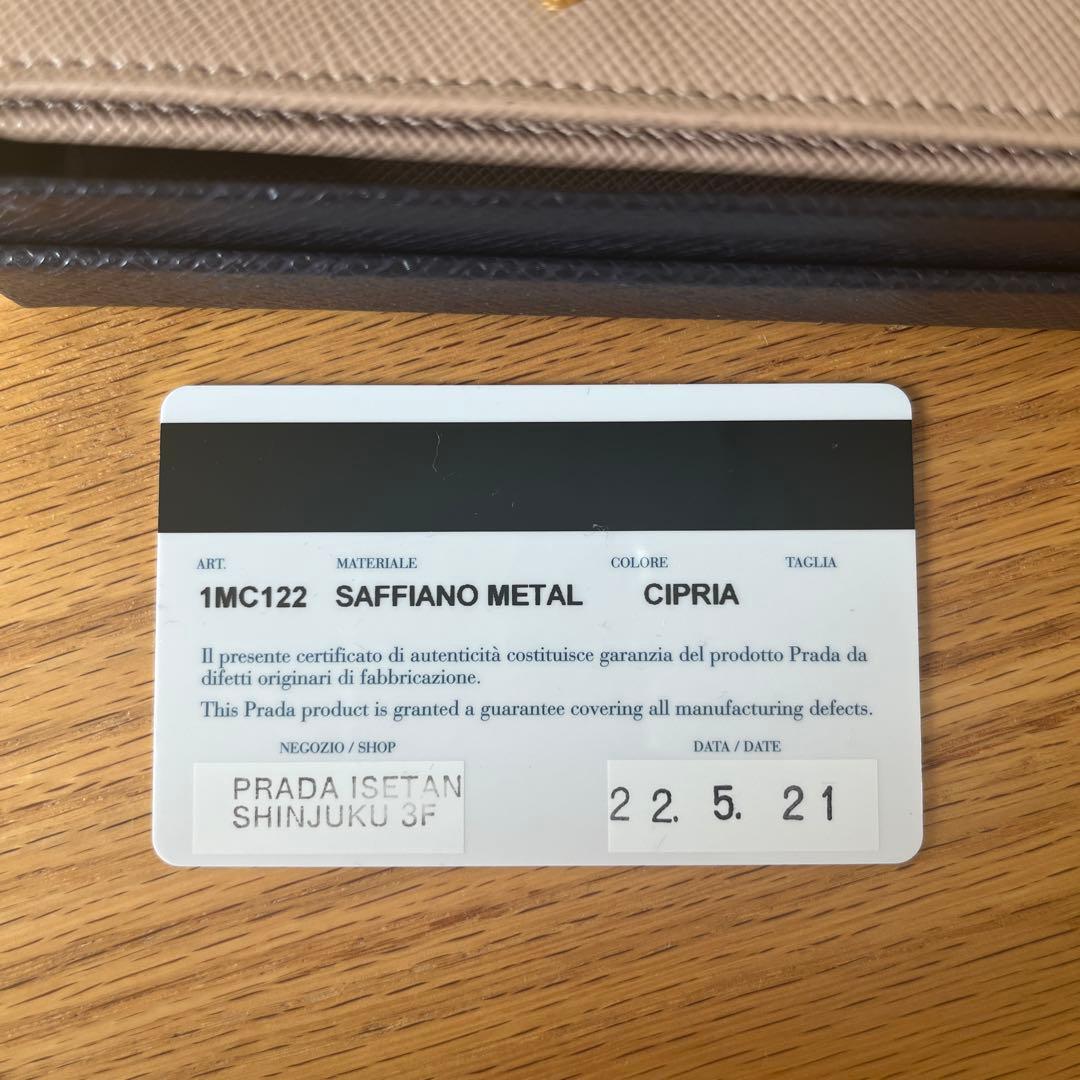 ART. MATERIALE COLORE TAGLIA
1MC122 SAFFIANO METAL CIPRIA
Il presente certificato di autenticità costituisce garanzia del prodotto Prada da
difetti originari di fabbricazione.
This Prada product is granted a guarantee covering all manufacturing defects.
NEGOZIO / SHOP DATA / DATE
PRADA ISETAN
SHINJUKU 3F
22. 5. 21